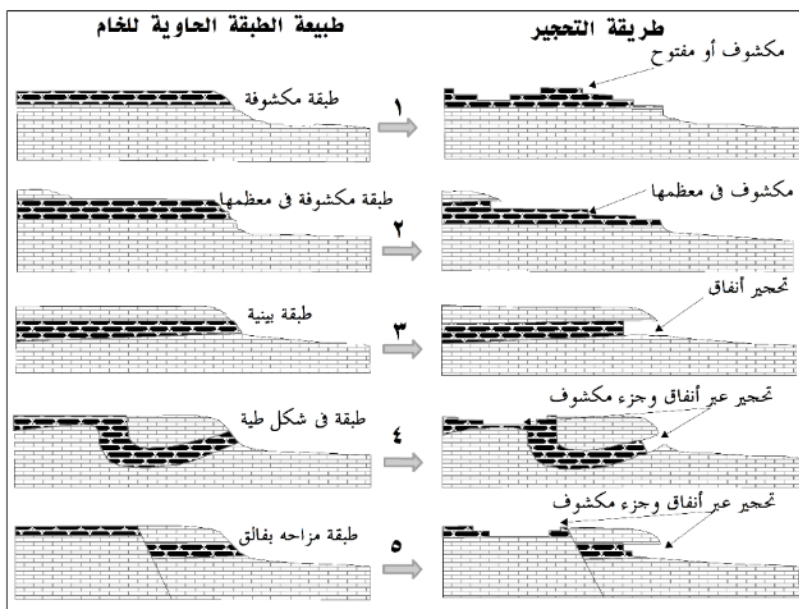 طريقة التحجير
طبيعة الطبقة الحاوية للخام
مكشوف أو مفتوح
١
طبقة مكشوفة
مكشوف فى معظمها
٢
طبقة مكشوفة فى معظمها
تحجير أنفاق
٣
طبقة بينية
تحجير عبر أنفاق وجزء مكشوف
٤
طبقة فى شكل طية
تحجير عبر أنفاق وجزء مكشوف
٥
طبقة مزاحه بفالق